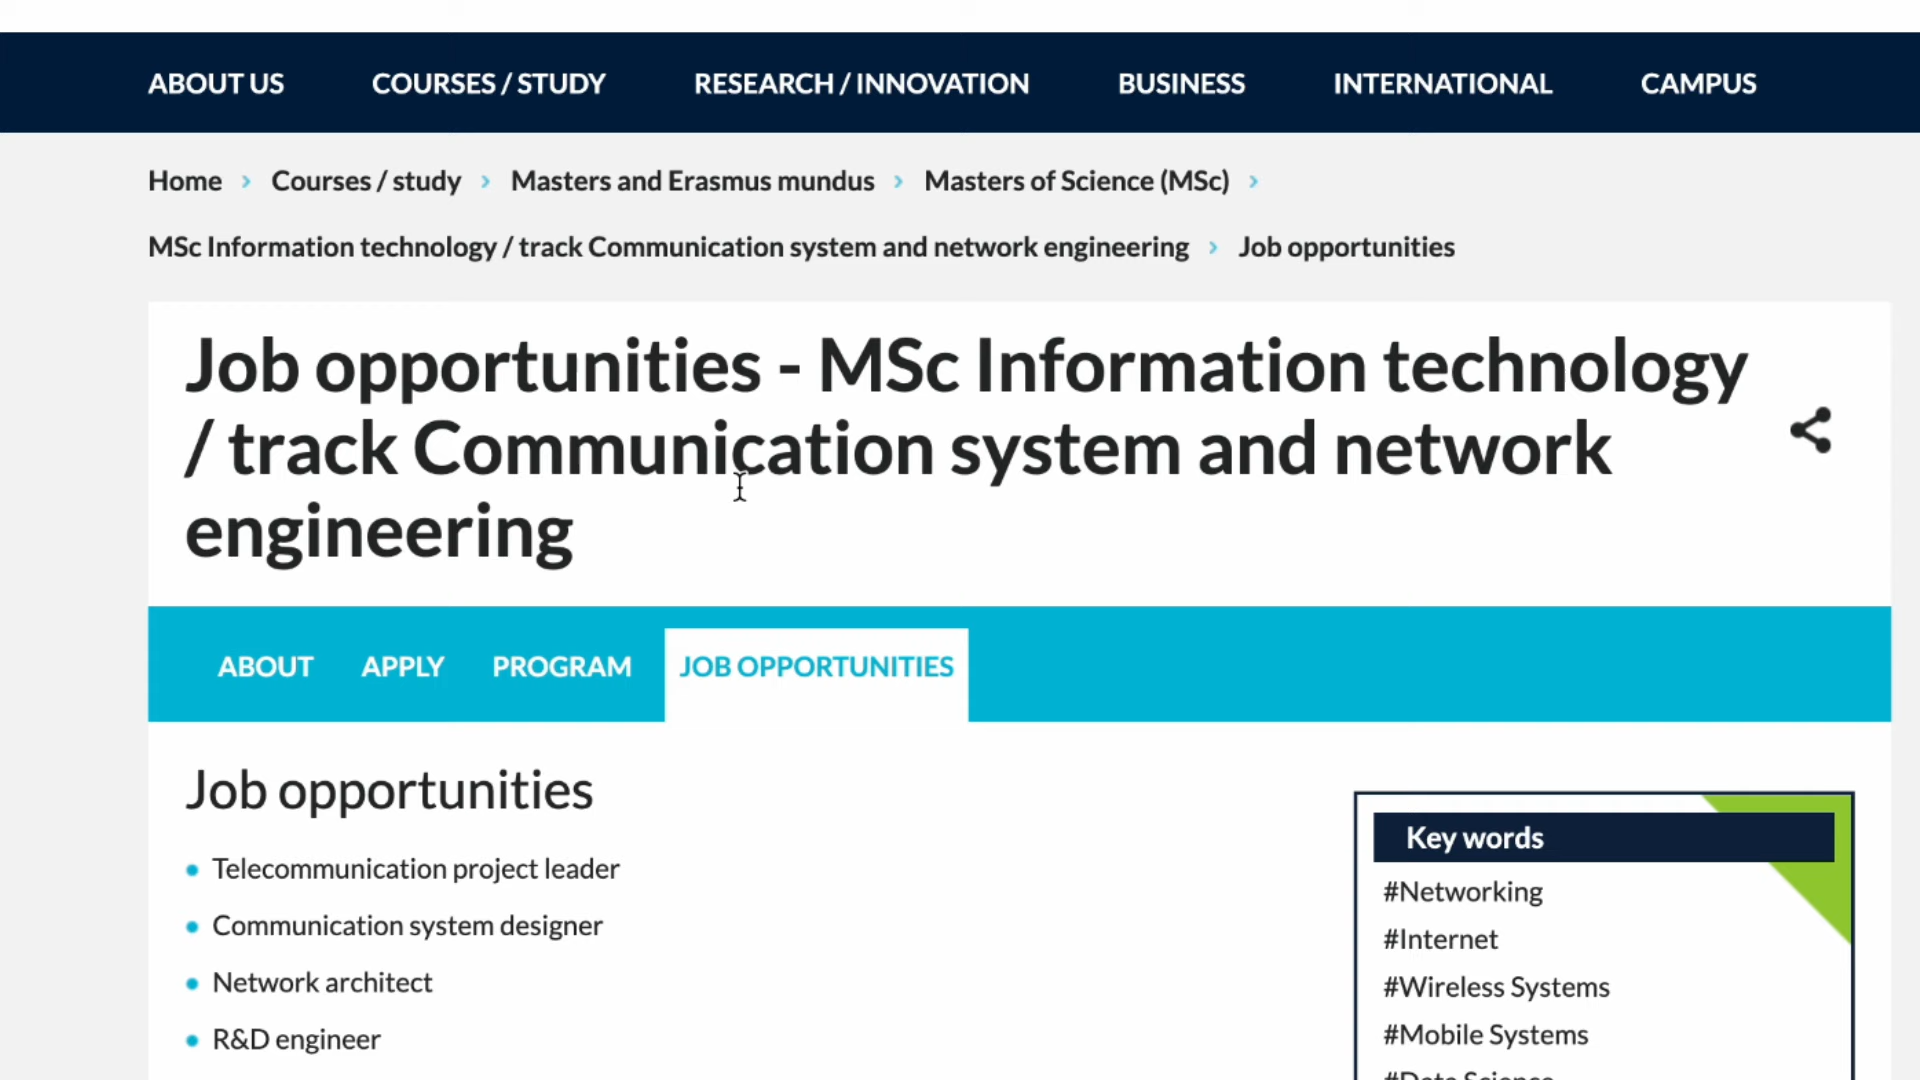 ABOUT US COURSES / STUDY RESEARCH / INNOVATION BUSINESS INTERNATIONAL CAMPUS
Home › Courses / study › Masters and Erasmus mundus › Masters of Science (MSc) ›
MSc Information technology / track Communication system and network engineering › Job opportunities
Job opportunities - MSc Information technology
/ track Communication system and network
engineering
ABOUT APPLY PROGRAM JOB OPPORTUNITIES
Job opportunities
Telecommunication project leader
Communication system designer
Network architect
R&D engineer
Key words
#Networking
#Internet
#Wireless Systems
#Mobile Systems
#Data Science